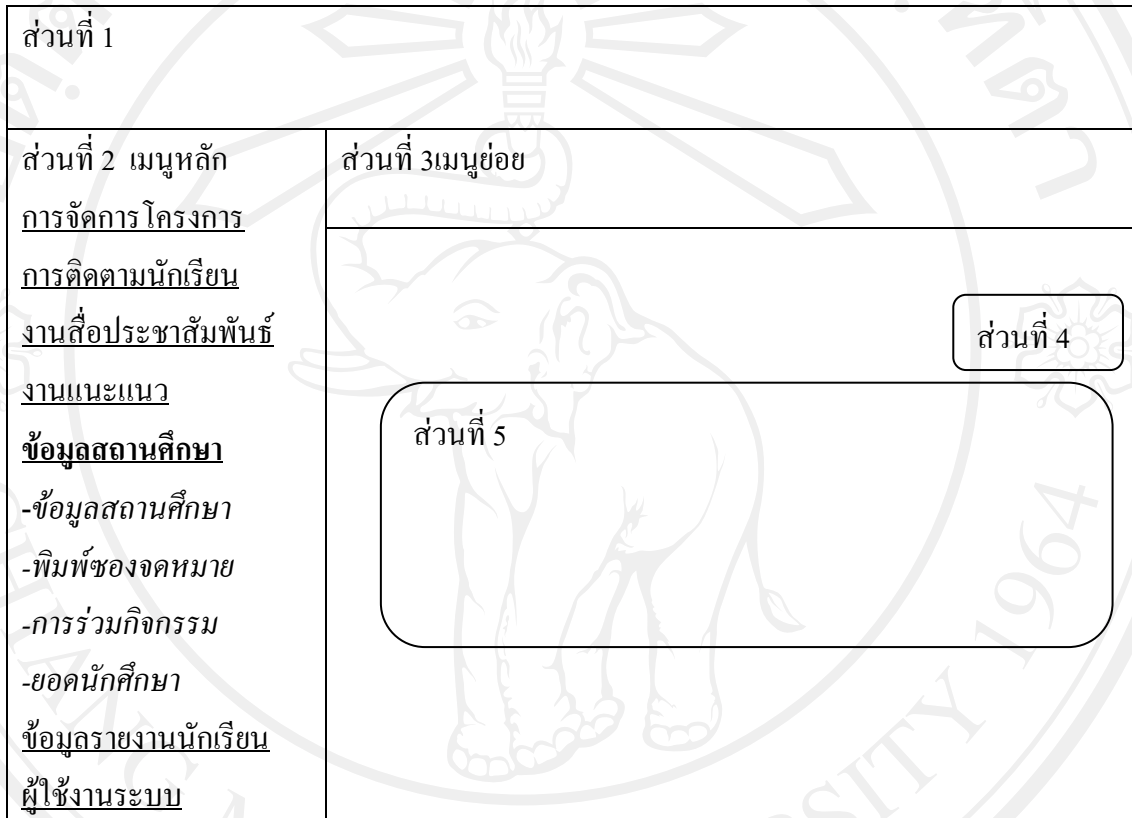 ส่วนที่ 1
ส่วนที่ 2 เมนูหลัก
การจัดการโครงการ
การติดตามนักเรียน
งานสื่อประชาสัมพันธ์
งานแนะแนว
ข้อมูลสถานศึกษา
-ข้อมูลสถานศึกษา
-พิมพ์ซองจดหมาย
-การร่วมกิจกรรม
-ยอดนักศึกษา
ข้อมูลรายงานนักเรียน
ผู้ใช้งานระบบ
ส่วนที่ 3เมนูย่อย
ส่วนที่ 4
ส่วนที่ 5